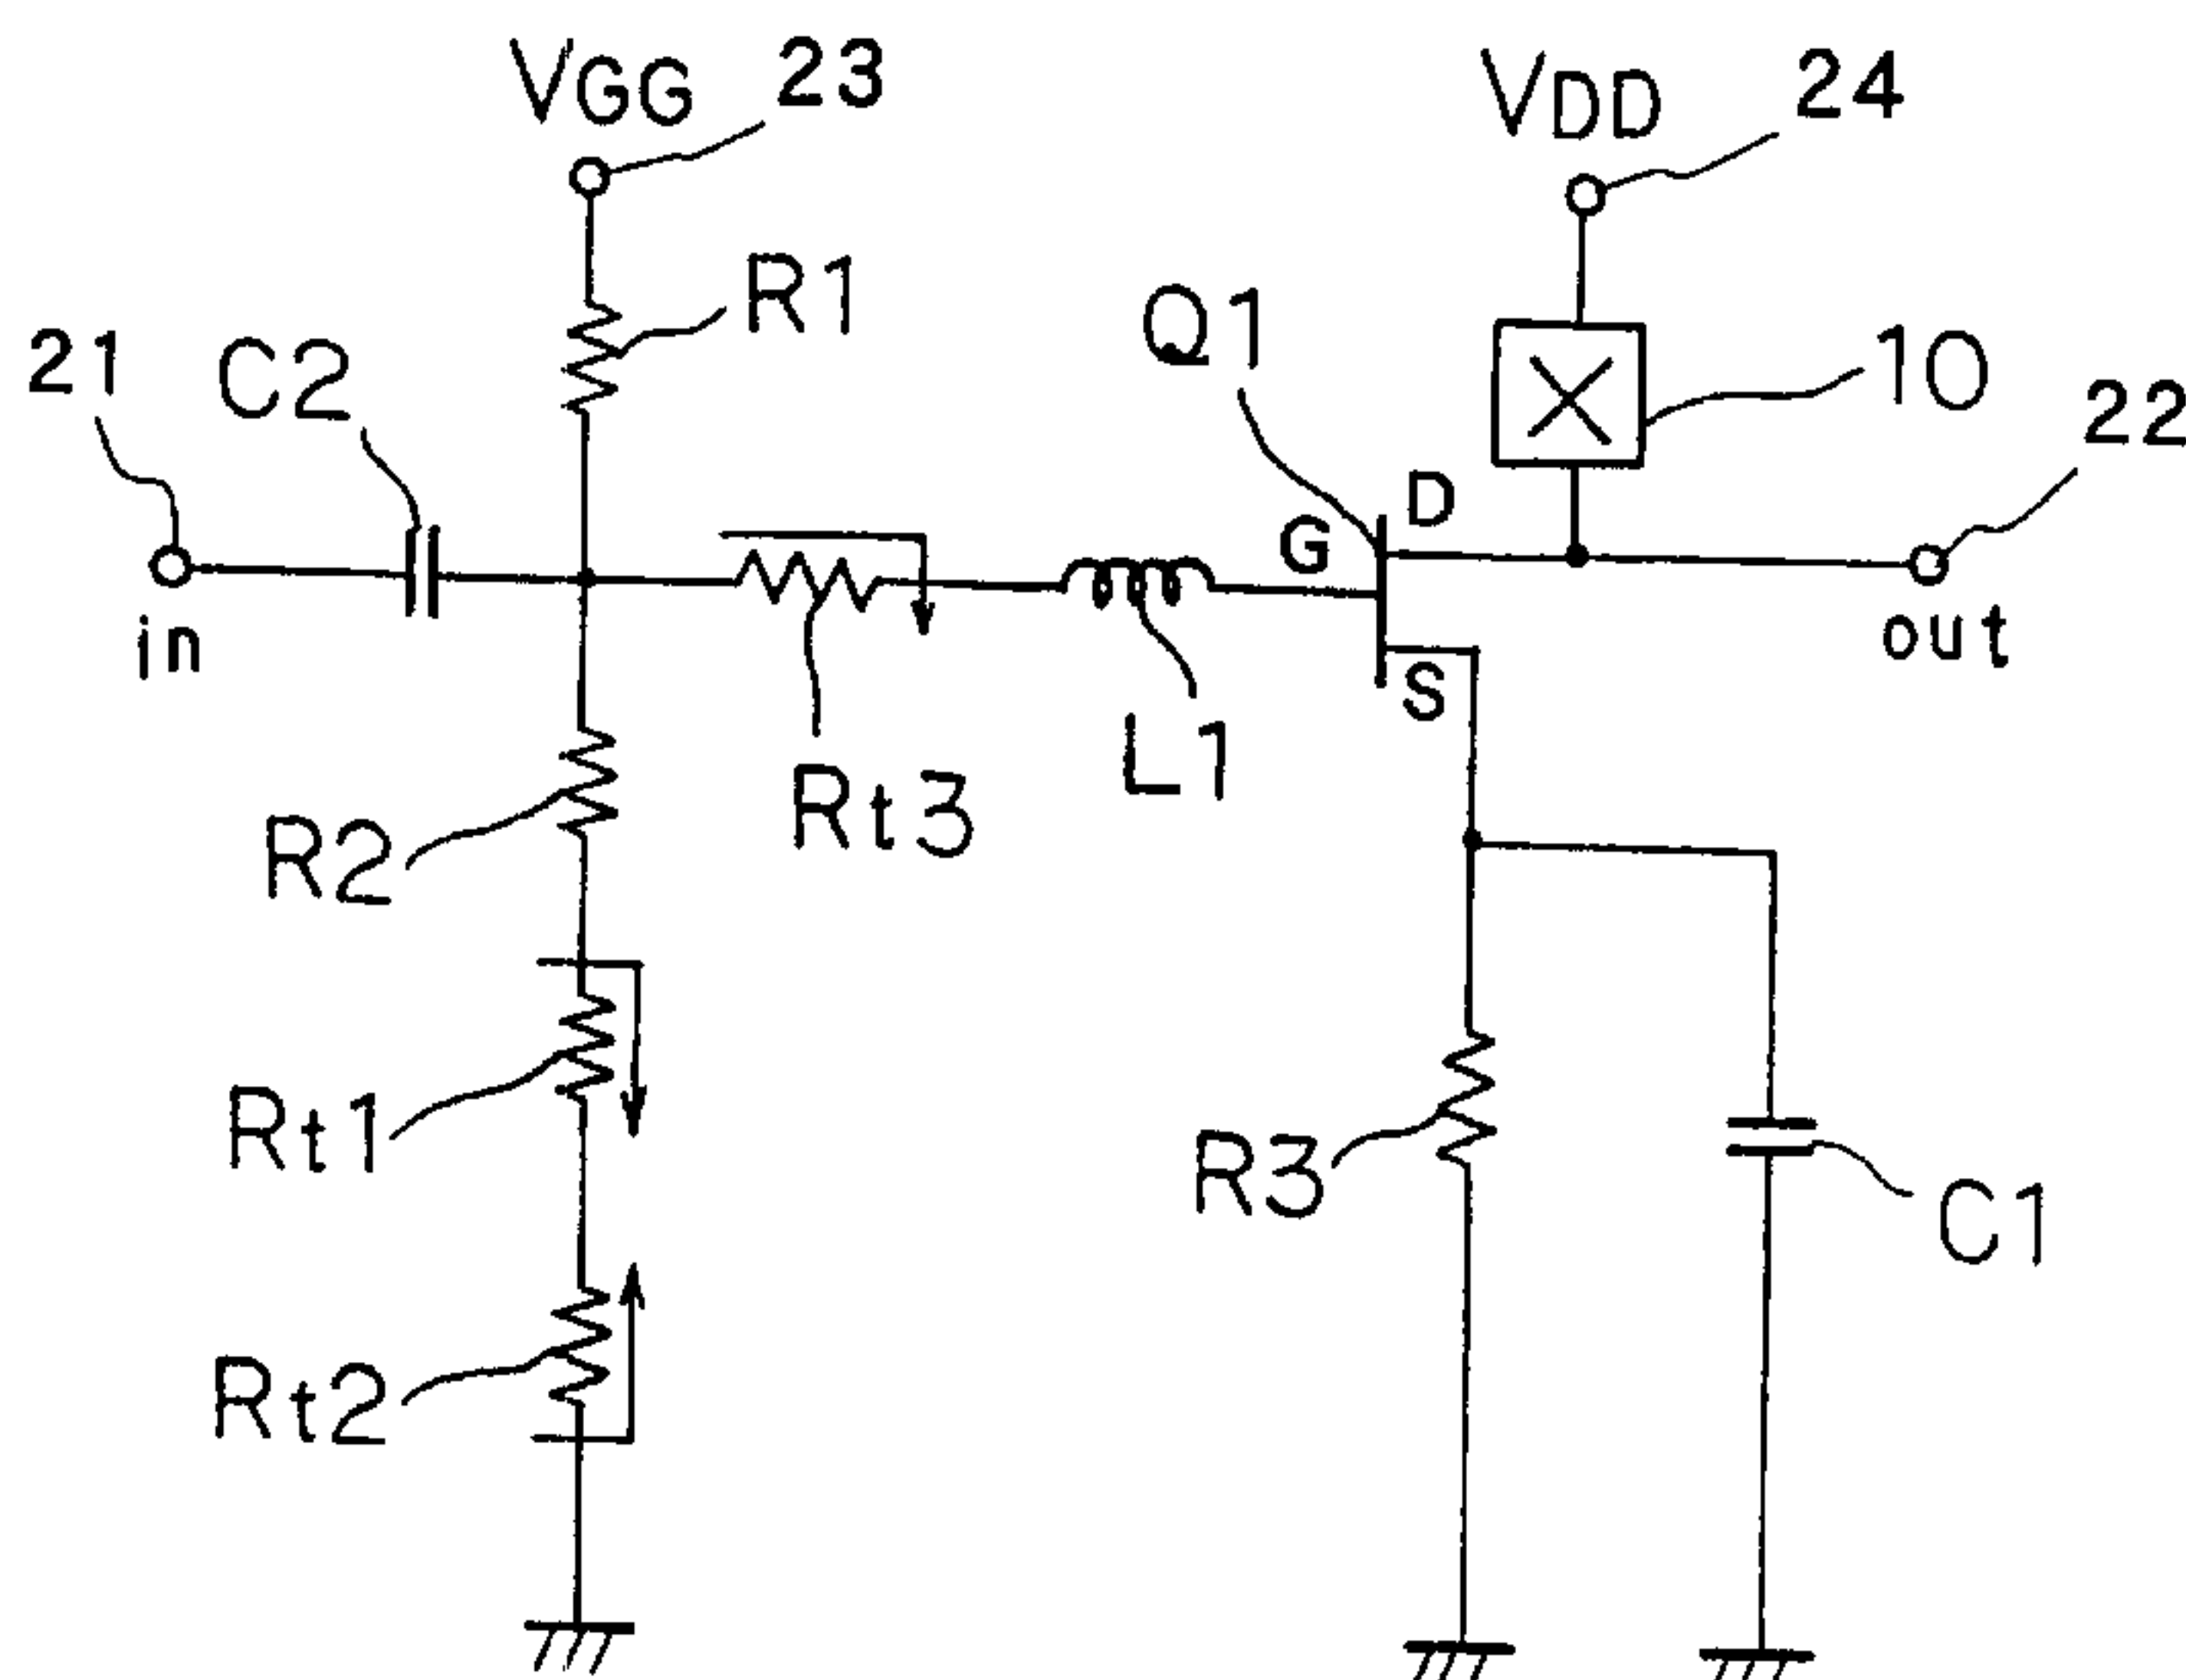 VGG 23
VDD 24
R1
Q1
21 C2
10
22
D
G
in
out
S
L1
Rt3
R2
Rt1
R3
C1
Rt2